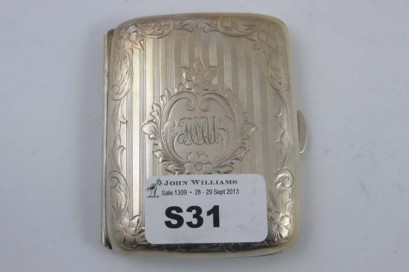 JOHN WILLIAMS
Sale 1309 • 28 - 29 Sept 2013
S31